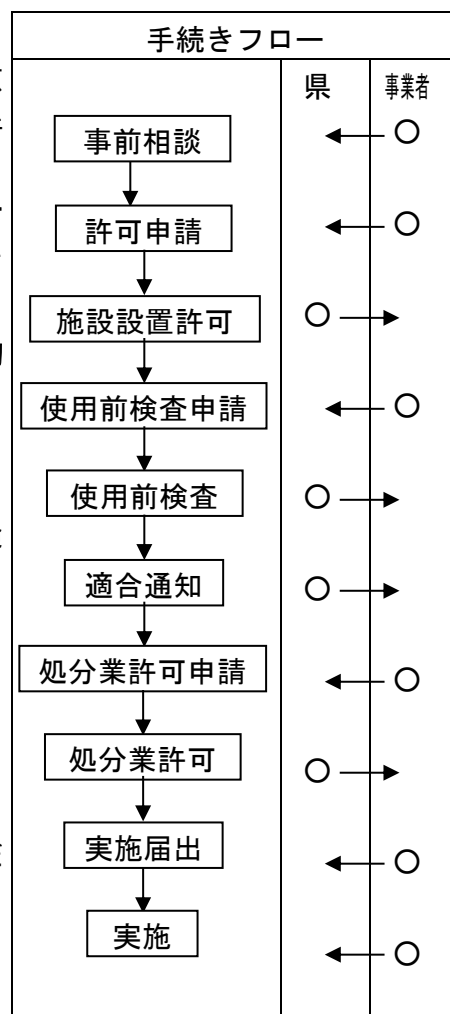 手続きフロー
県 事業者
事前相談
許可申請
施設設置許可
使用前検査申請
使用前検査
適合通知
処分業許可申請
処分業許可
実施届出
実施